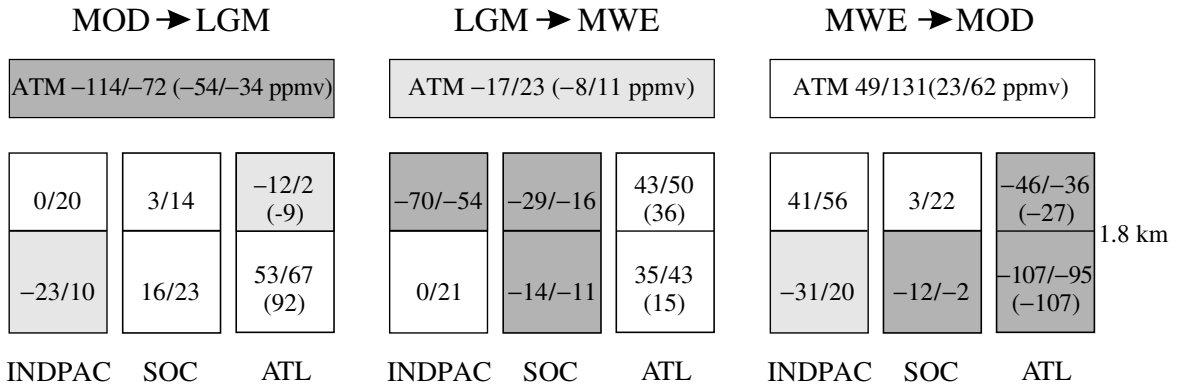 MOD → LGM
LGM → MWE
MWE → MOD
ATM −114/−72 (−54/−34 ppmv)
ATM −17/23 (−8/11 ppmv)
ATM 49/131(23/62 ppmv)
0/20
3/14
−12/2
(-9)
−23/10
16/23
53/67
(92)
INDPAC
SOC
ATL
−70/−54
−29/−16
43/50
(36)
0/21
−14/−11
35/43
(15)
INDPAC
SOC
ATL
41/56
3/22
−46/−36
(−27)
1.8 km
−31/20
−12/−2
−107/−95
(−107)
INDPAC
SOC
ATL